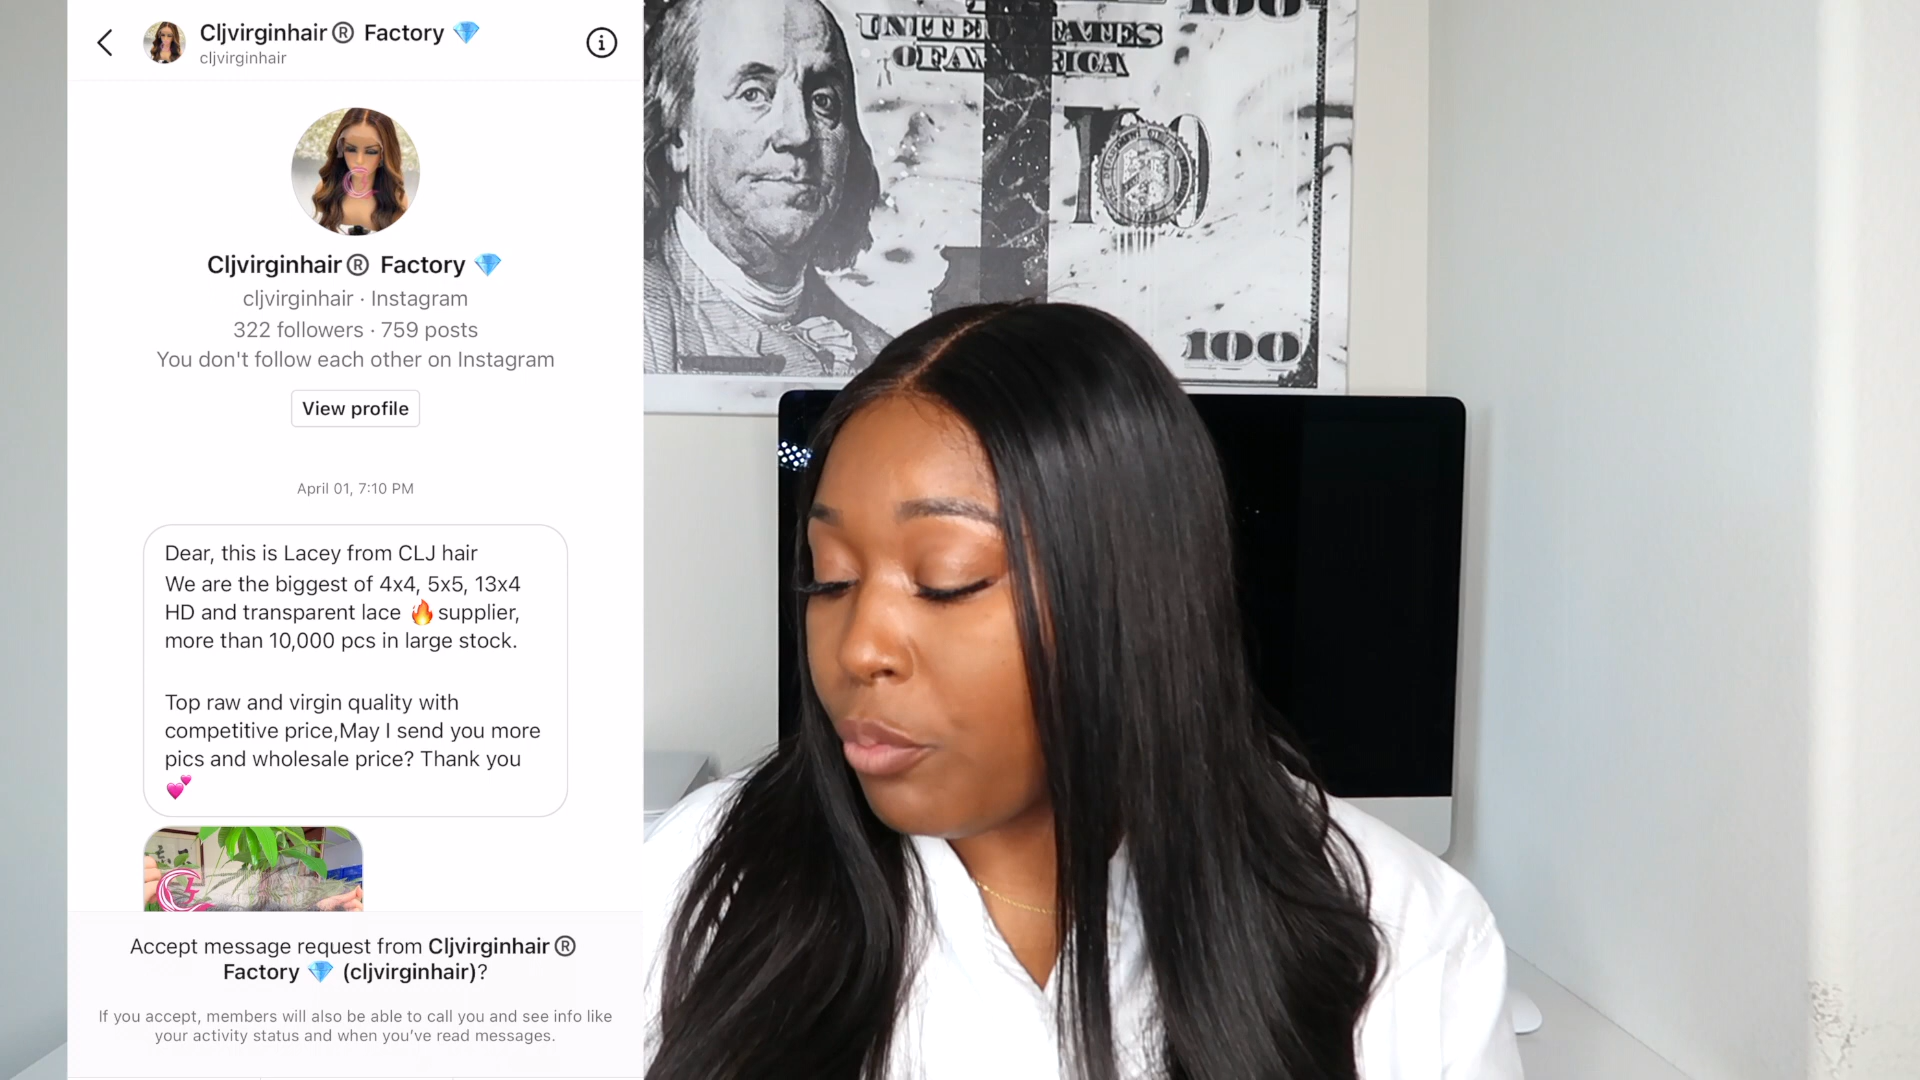 Cljvirginhair® Factory 💎
cljvirginhair
Cljvirginhair® Factory 💎
cljvirginhair · Instagram
322 followers · 759 posts
You don't follow each other on Instagram
View profile
April 01, 7:10 PM
Dear, this is Lacey from CLJ hair
We are the biggest of 4x4, 5x5, 13x4
HD and transparent lace 🔥supplier,
more than 10,000 pcs in large stock.
Top raw and virgin quality with
competitive price,May I send you more
pics and wholesale price? Thank you
💕
Accept message request from Cljvirginhair®
Factory 💎 (cljvirginhair)?
If you accept, members will also be able to call you and see info like
your activity status and when you’ve read messages.
100
UNITED STATES
OF AMERICA
100
100